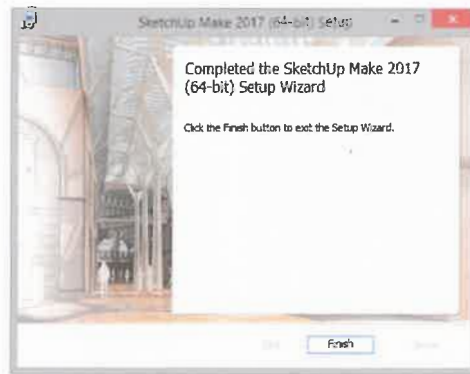 SketchUp Make 2017 (64-bit) Setup
Completed the SketchUp Make 2017
(64-bit) Setup Wizard
Click the Finish button to exit the Setup Wizard.
Finish